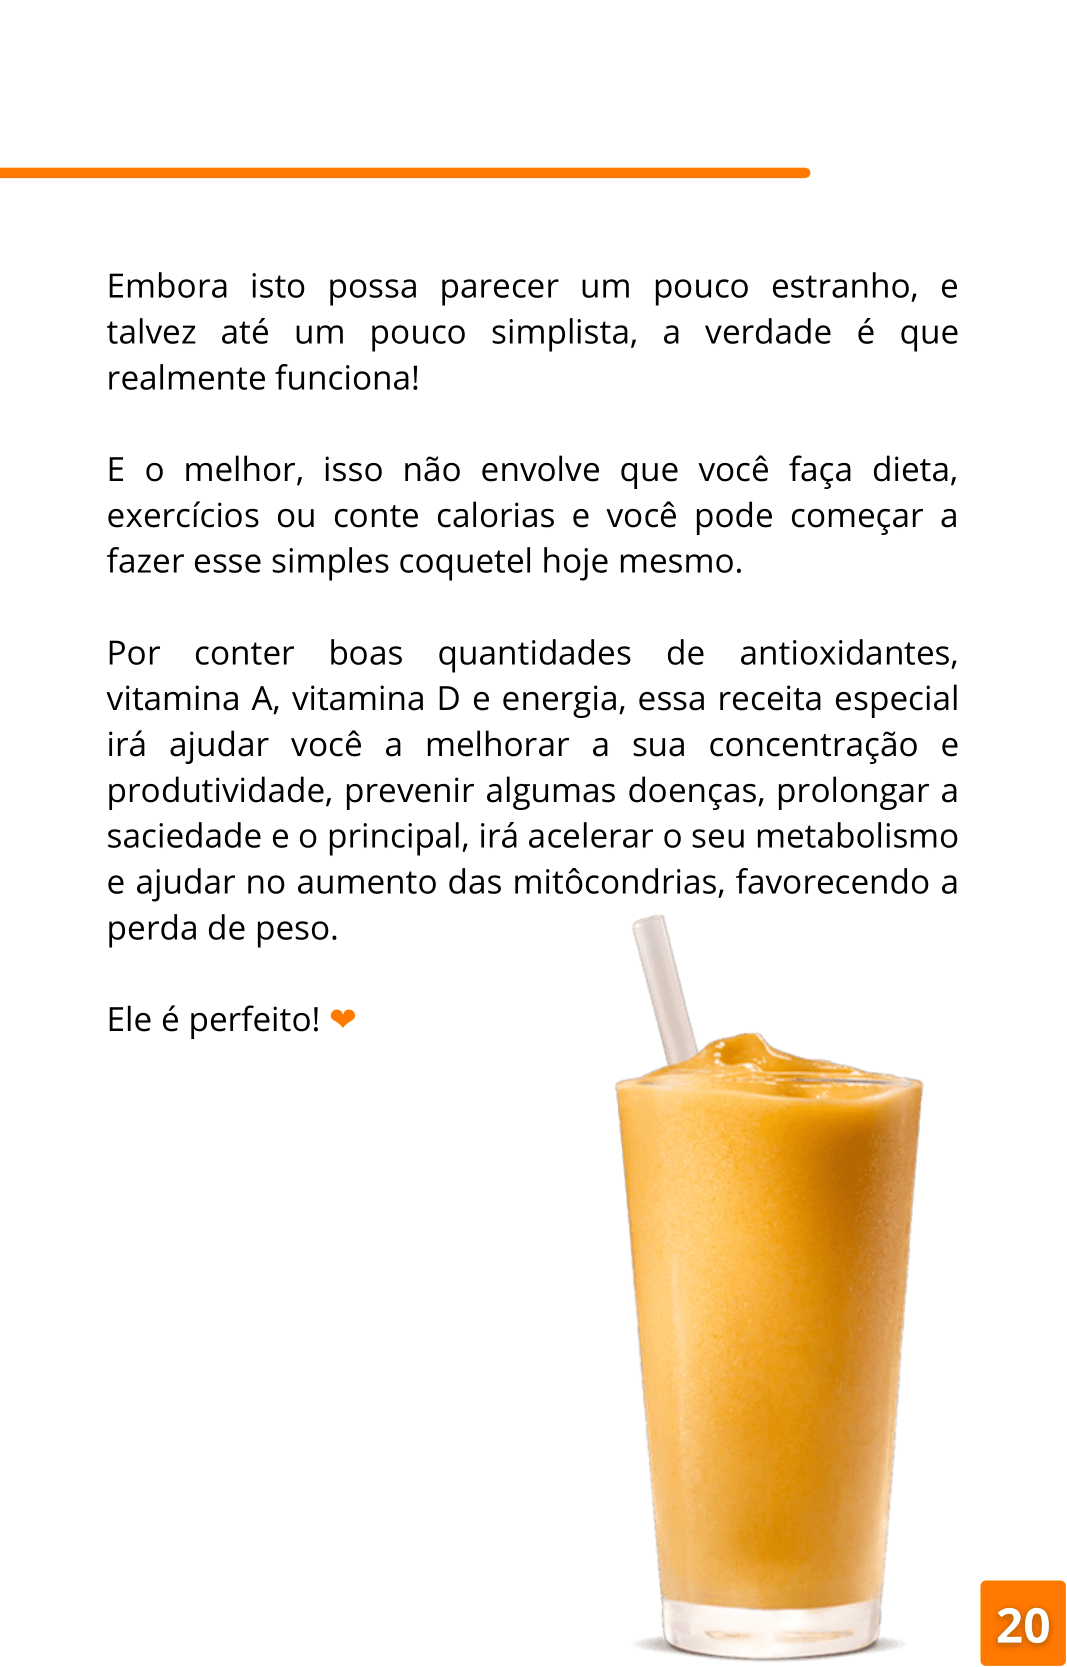 Embora isto possa parecer um pouco estranho, e
talvez até um pouco simplista, a verdade é que
realmente funciona!
E o melhor, isso não envolve que você faça dieta,
exercícios ou conte calorias e você pode começar a
fazer esse simples coquetel hoje mesmo.
Por conter boas quantidades de antioxidantes,
vitamina A, vitamina D e energia, essa receita especial
irá ajudar você a melhorar a sua concentração e
produtividade, prevenir algumas doenças, prolongar a
saciedade e o principal, irá acelerar o seu metabolismo
e ajudar no aumento das mitôcondrias, favorecendo a
perda de peso.
Ele é perfeito! ❤
20